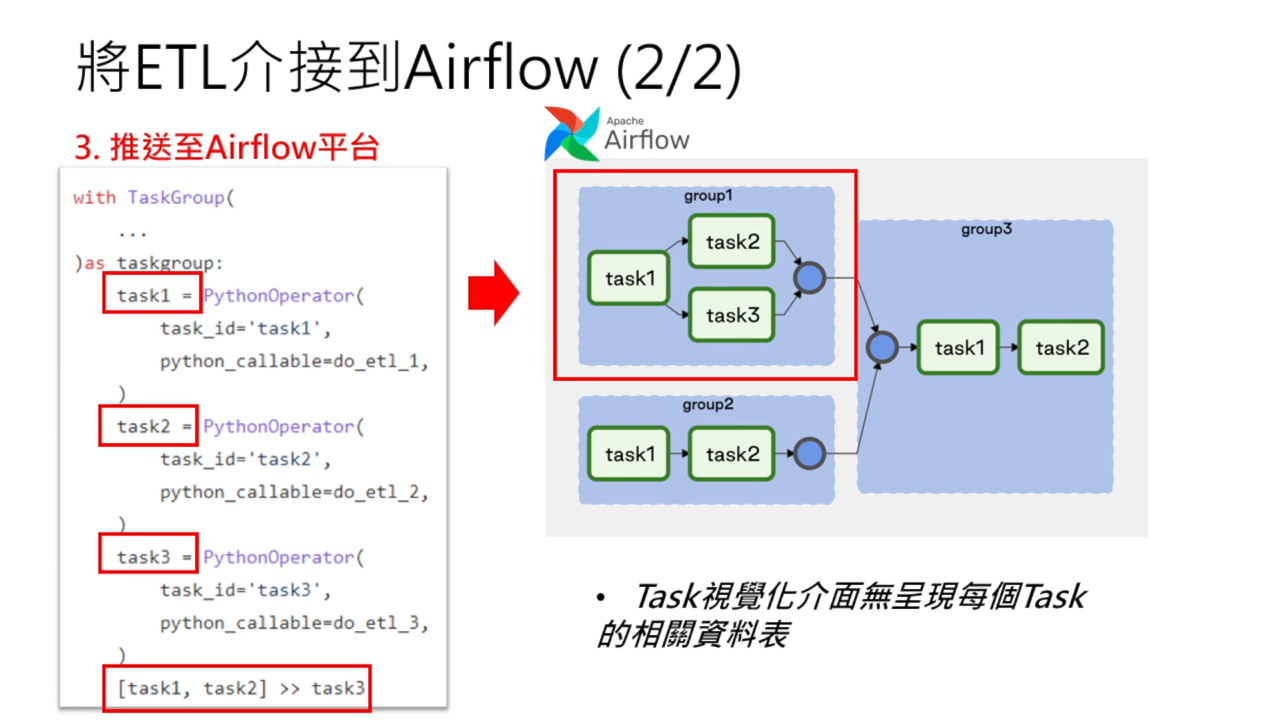 將ETL介接到Airflow (2/2)
3. 推送至Airflow平台
with TaskGroup(
...
)as taskgroup:
task1 = PythonOperator(
task_id='task1',
python_callable=do_etl_1,
)
task2 = PythonOperator(
task_id='task2',
python_callable=do_etl_2,
)
task3 = PythonOperator(
task_id='task3',
python_callable=do_etl_3,
)
[task1, task2] >> task3
Apache
Airflow
group1
task1
task2
task3
group2
task1
task2
group3
task1
task2
• Task視覺化介面無呈現每個Task
的相關資料表